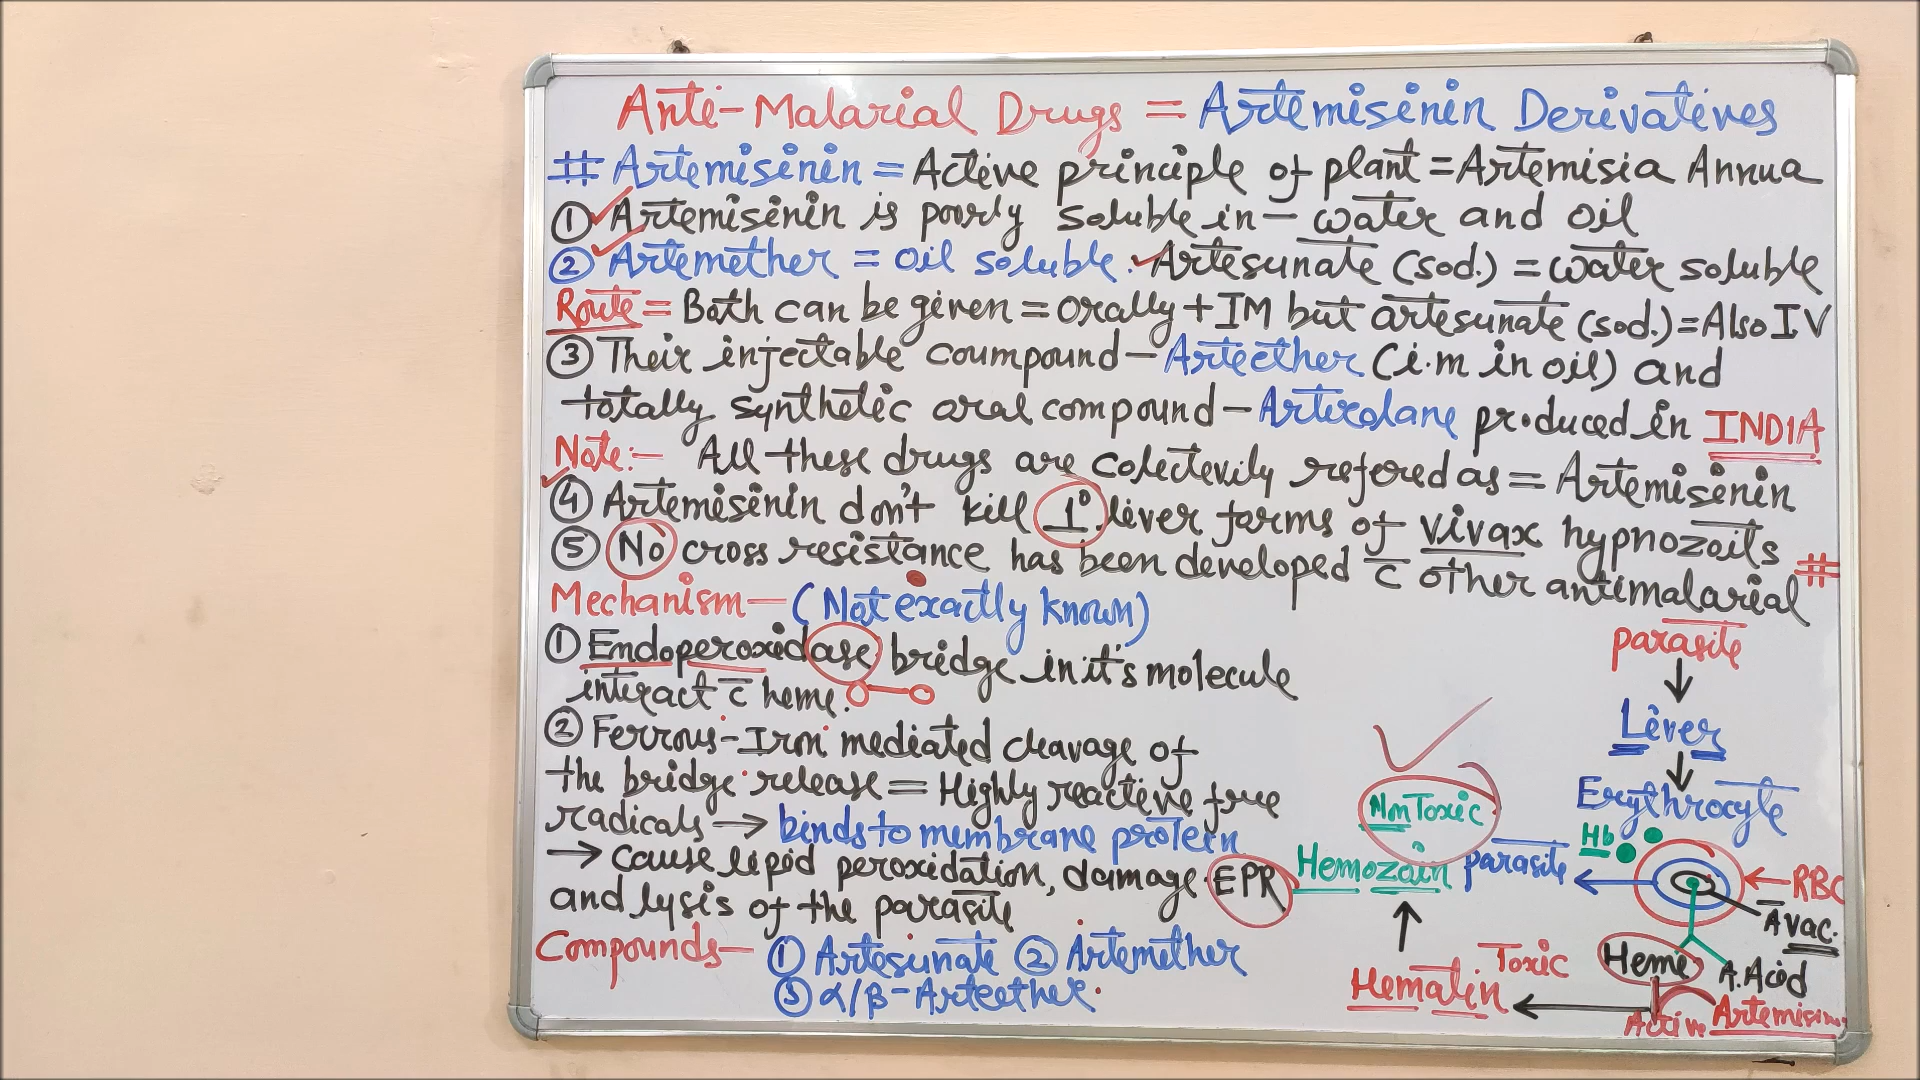 Anti-Malarial Drugs = Artemisinin Derivatives
# Artemisinin = Active principle of plant = Artemisia Annua
① Artemisinin is poorly soluble in - water and oil
② Artemether = oil soluble. Artesunate (sod.) = water soluble
Route = Both can be given = orally + IM but artesunate (sod.) = Also IV
③ Their injectable coumpound - Arteether (i.m in oil) and
totally synthetic oral compound - Arterolane produced in INDIA
Note:- All these drugs are colectevily refered as = Artemisinin
④ Artemisinin don't kill 1° liver forms of vivax hypnozoits
⑤ No cross resistance has been developed c̄ other antimalarial #
Mechanism - (Not exactly known)
① Endoperoxidase bridge in it's molecule
interact c̄ heme.
② Ferrous-Iron mediated cleavage of
the bridge release = Highly reactive free
radicals → binds to membrane protein
→ cause lipid peroxidation, damage EPR
and lysis of the parasite
Compounds - ① Artesunate ② Artemether
③ α/β - Arteether.
parasite
Liver
Erythrocyte
Hb
RBC
parasite
A vac.
Heme
A. Acid
Active Artemisin
Toxic
Hematin
Hemozoin
Non Toxic